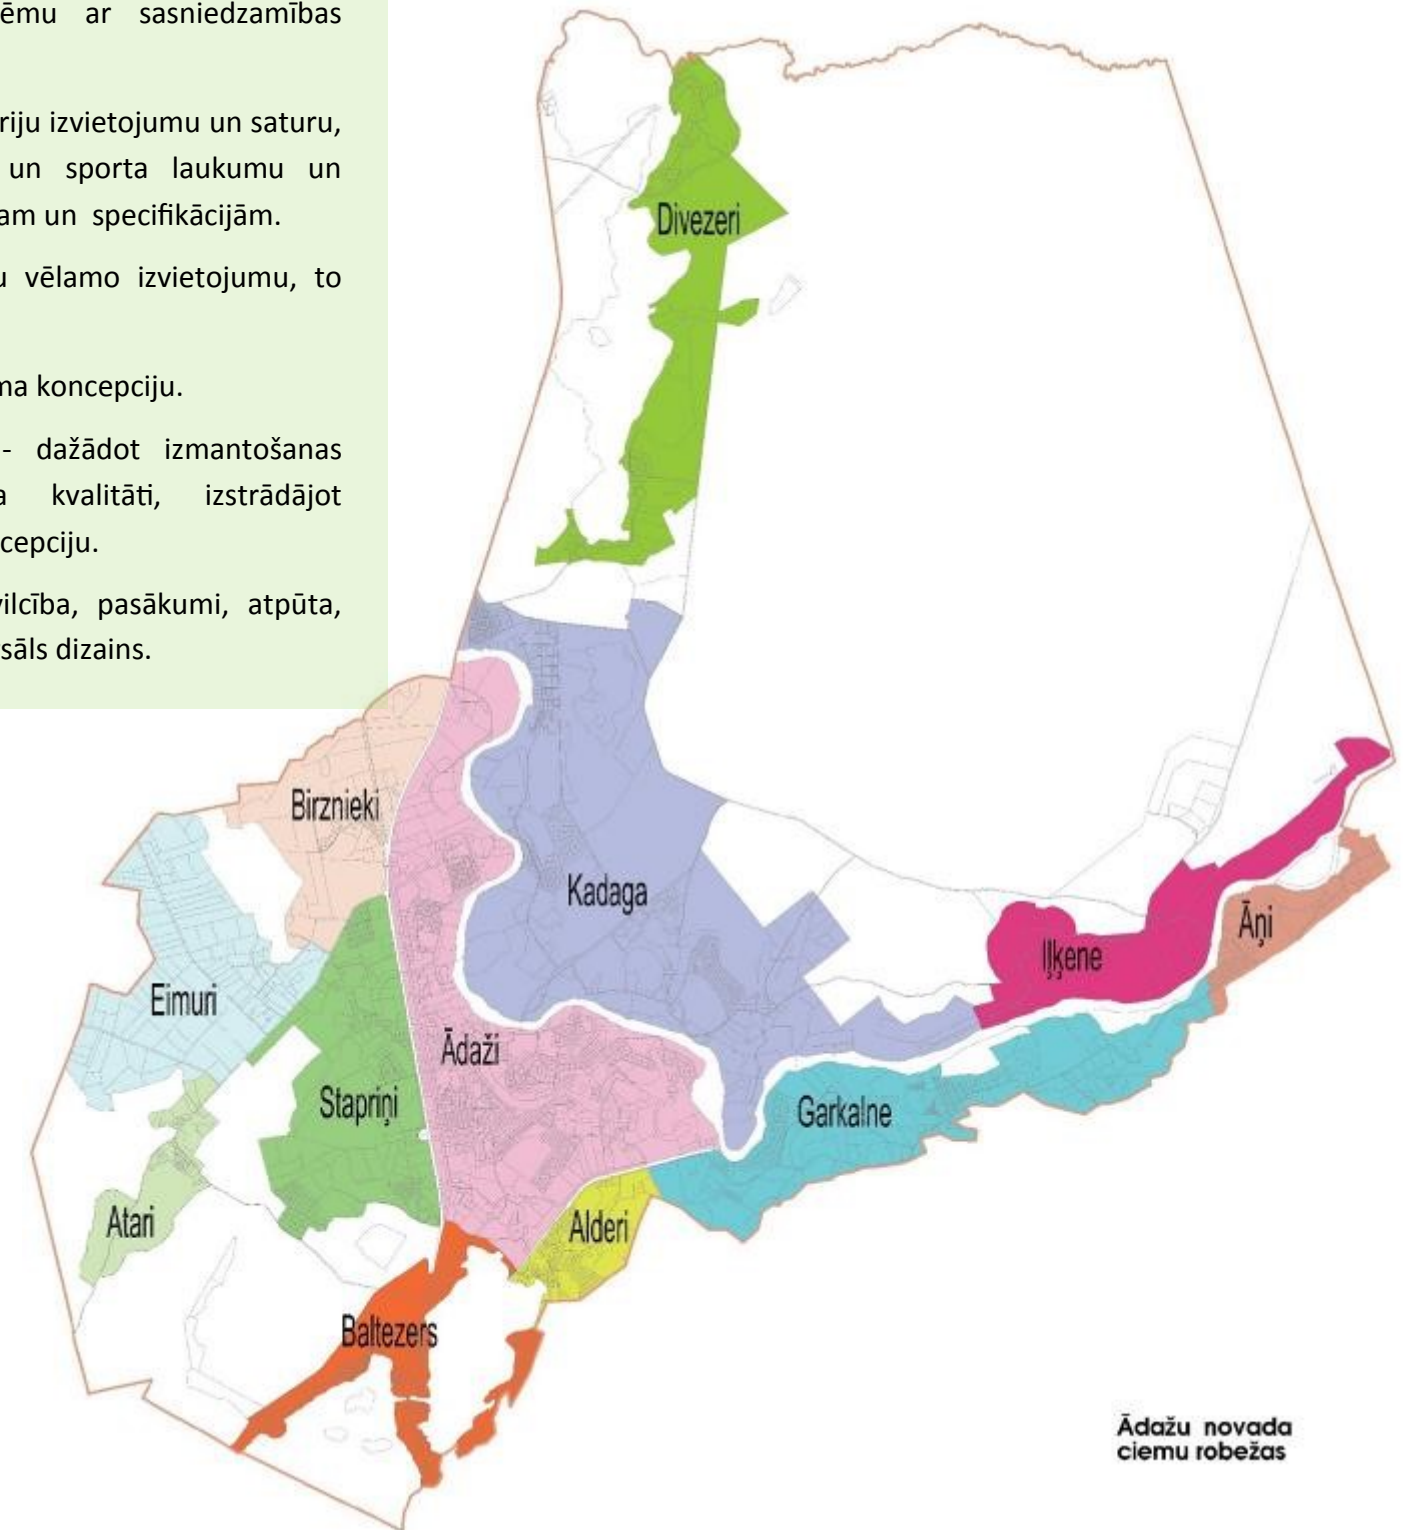 ēmu ar sasniedzamības
riju izvietojumu un saturu,
un sporta laukumu un
am un specifikācijām.
u vēlamo izvietojumu, to
ma koncepciju.
- dažādot izmantošanas
a kvalitāti, izstrādājot
cepciju.
vilcība, pasākumi, atpūta,
sāls dizains.
Divezeri
Birznieki
Kadaga
Āņi
Iļķene
Eimuri
Ādaži
Stapriņi
Garkalne
Atari
Alderi
Baltezers
Ādažu novada
ciemu robežas